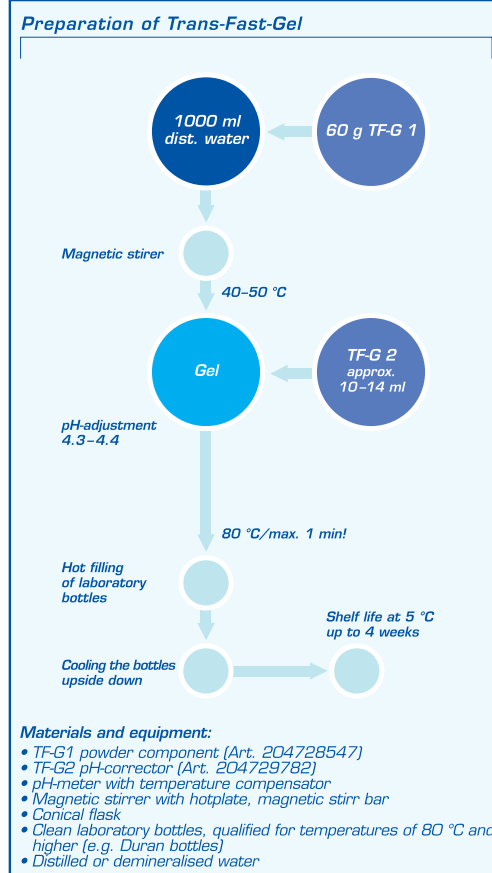 Preparation of Trans-Fast-Gel
1000 ml
dist. water
60 g TF-G 1
Magnetic stirer
40–50 °C
Gel
TF-G 2
approx.
10–14 ml
pH-adjustment
4.3–4.4
80 °C/max. 1 min!
Hot filling
of laboratory
bottles
Shelf life at 5 °C
up to 4 weeks
Cooling the bottles
upside down
Materials and equipment:
• TF-G1 powder component (Art. 204728547)
• TF-G2 pH-corrector (Art. 204729782)
• pH-meter with temperature compensator
• Magnetic stirrer with hotplate, magnetic stirr bar
• Conical flask
• Clean laboratory bottles, qualified for temperatures of 80 °C and
higher (e.g. Duran bottles)
• Distilled or demineralised water